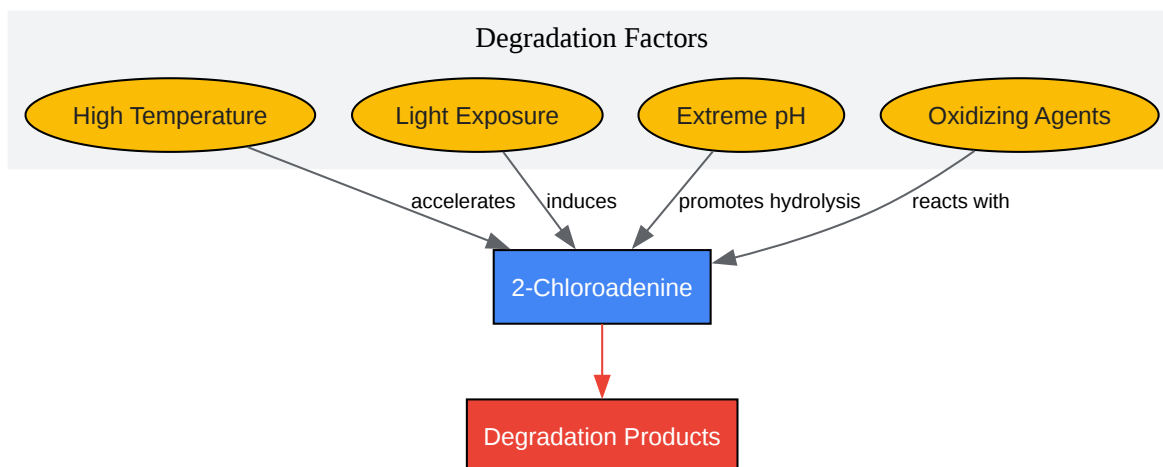 Degradation Factors
High Temperature
Light Exposure
Extreme pH
Oxidizing Agents
accelerates
induces
promotes hydrolysis
reacts with
2-Chloroadenine
Degradation Products